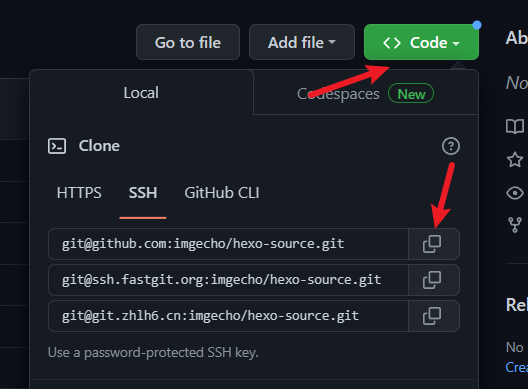 Go to file Add file Code Ab
No
Local Codespaces New
Clone
HTTPS SSH GitHub CLI
git@github.com:imgecho/hexo-source.git
git@ssh.fastgit.org:imgecho/hexo-source.git
git@git.zhlh6.cn:imgecho/hexo-source.git
Rel
No
Use a password-protected SSH key.
Crea